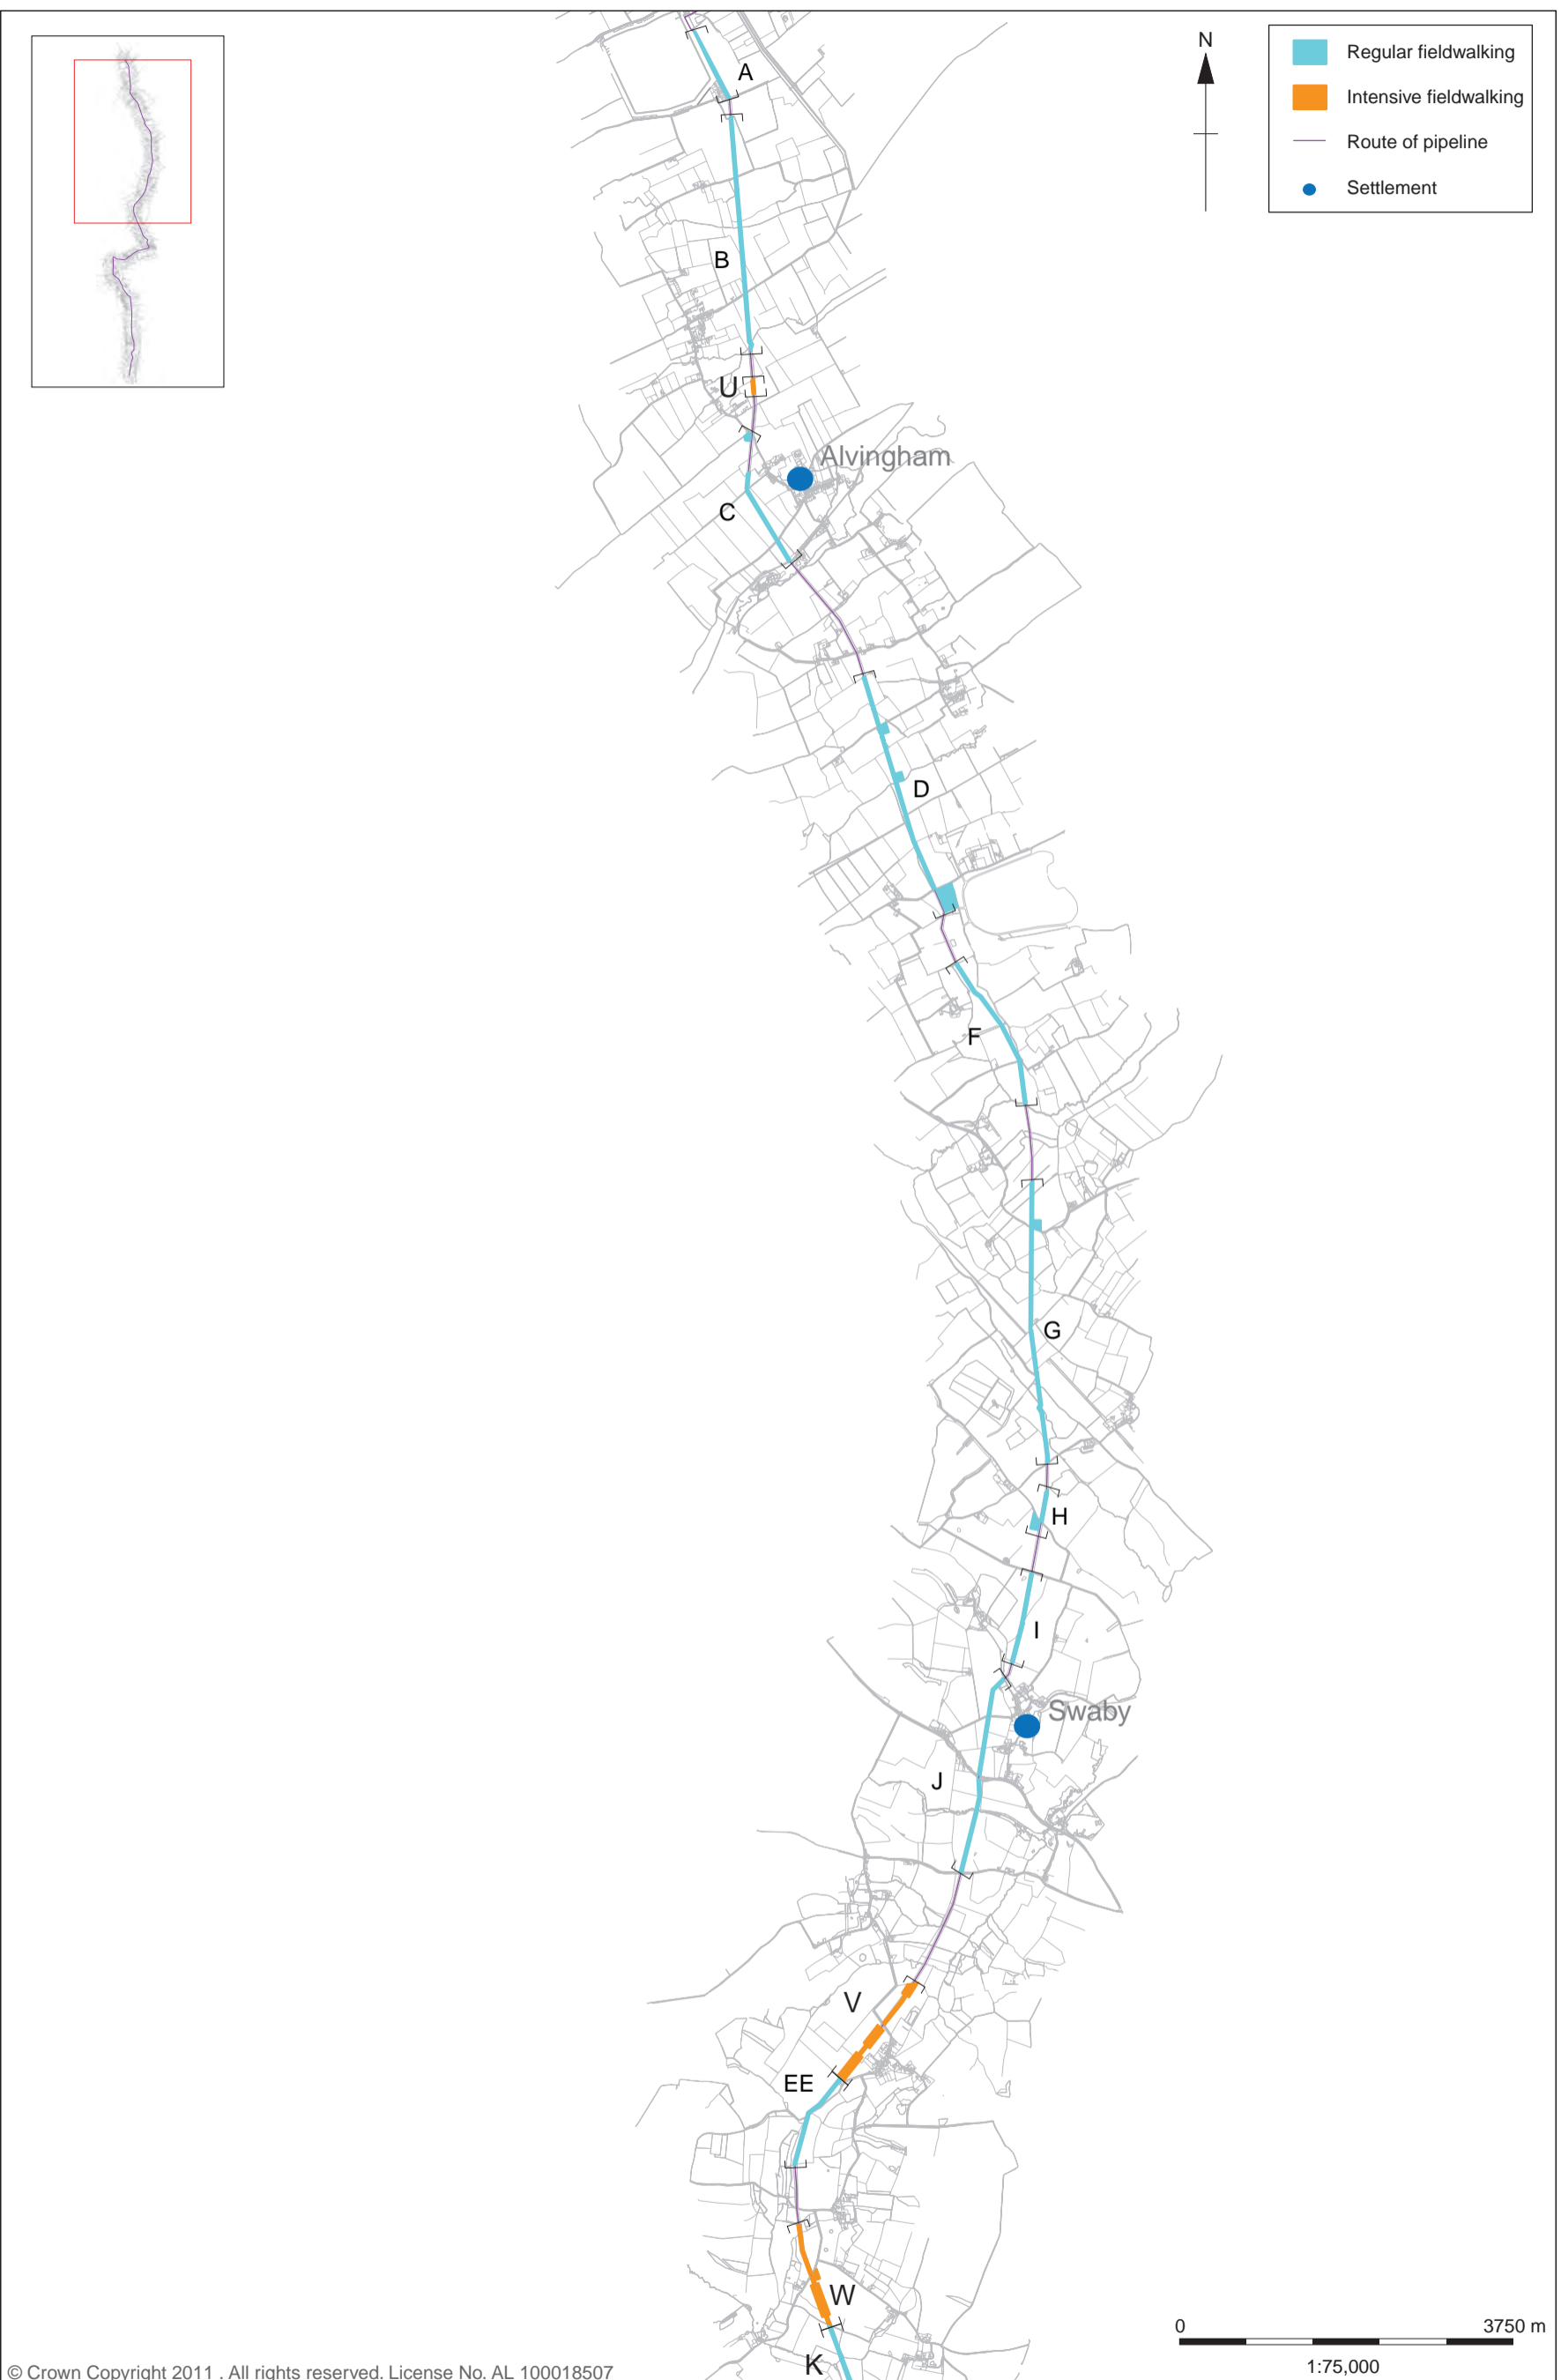 A
N
Regular fieldwalking
Intensive fieldwalking
Route of pipeline
Settlement
B
U
Alvingham
C
D
F
G
H
I
Swaby
J
V
EE
W
K
0 3750 m
1:75,000
© Crown Copyright 2011 . All rights reserved. License No. AL 100018507